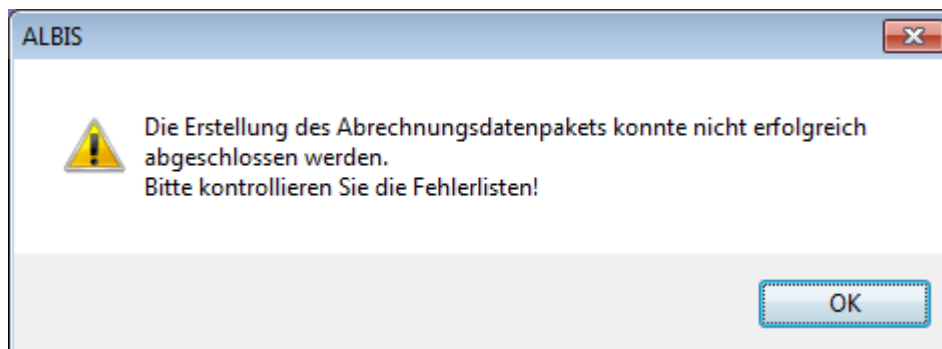 ALBIS
Die Erstellung des Abrechnungsdatenpakets konnte nicht erfolgreich
abgeschlossen werden.
Bitte kontrollieren Sie die Fehlerlisten!
OK